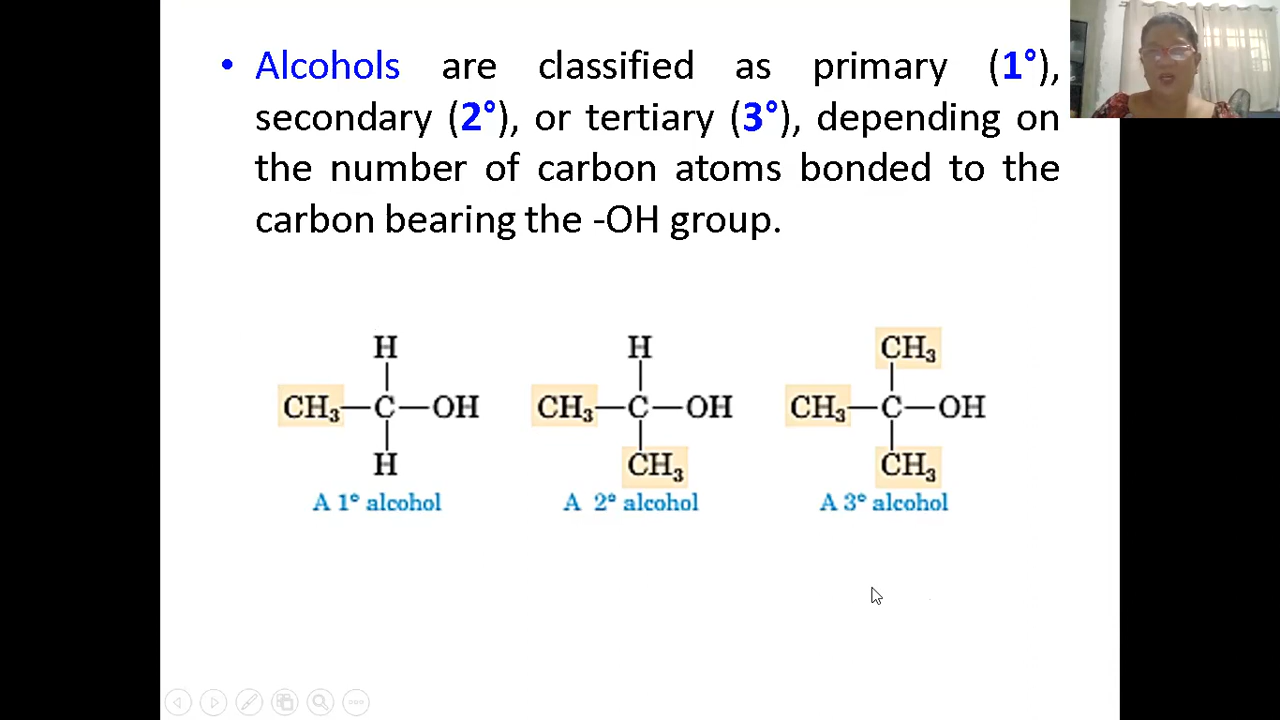 • Alcohols are classified as primary (1°),
secondary (2°), or tertiary (3°), depending on
the number of carbon atoms bonded to the
carbon bearing the -OH group.
H
CH₃—C—OH
H
A 1° alcohol
H
CH₃—C—OH
CH₃
A 2° alcohol
CH₃
CH₃—C—OH
CH₃
A 3° alcohol